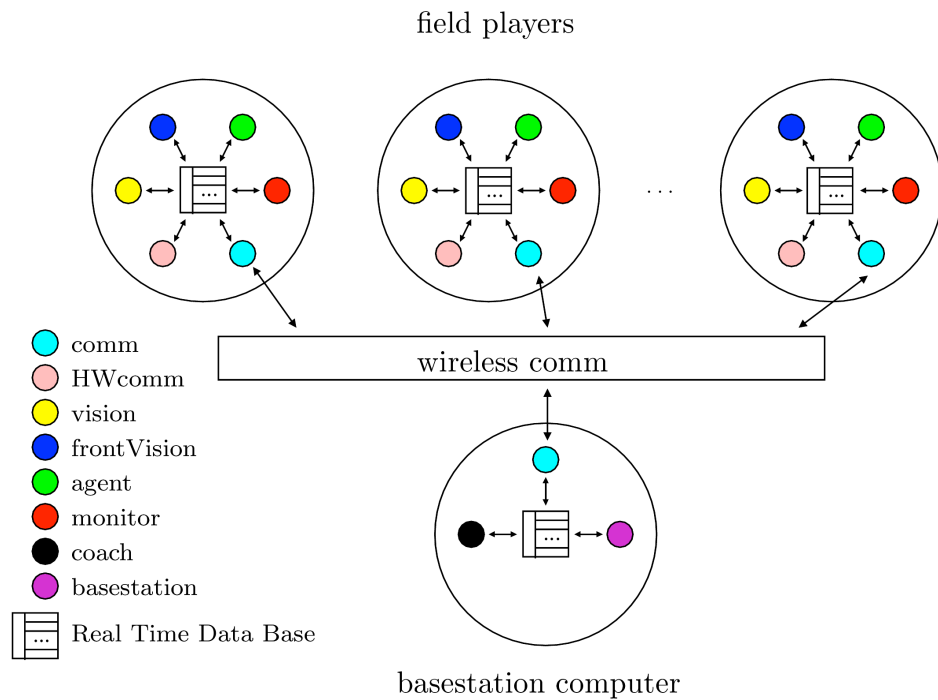 field players
...
...
...
. . .
wireless comm
comm
HWcomm
vision
frontVision
agent
monitor
coach
basestation
...
Real Time Data Base
...
basestation computer